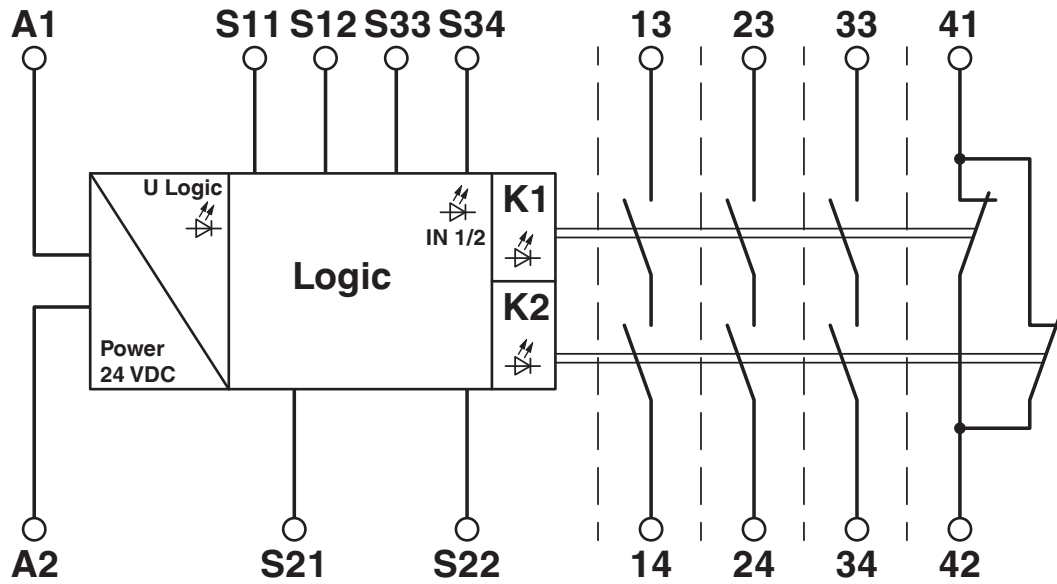 A1 S11 S12 S33 S34 13 23 33 41
U Logic
K1
IN 1/2
Logic
K2
Power
24 VDC
A2 S21 S22 14 24 34 42